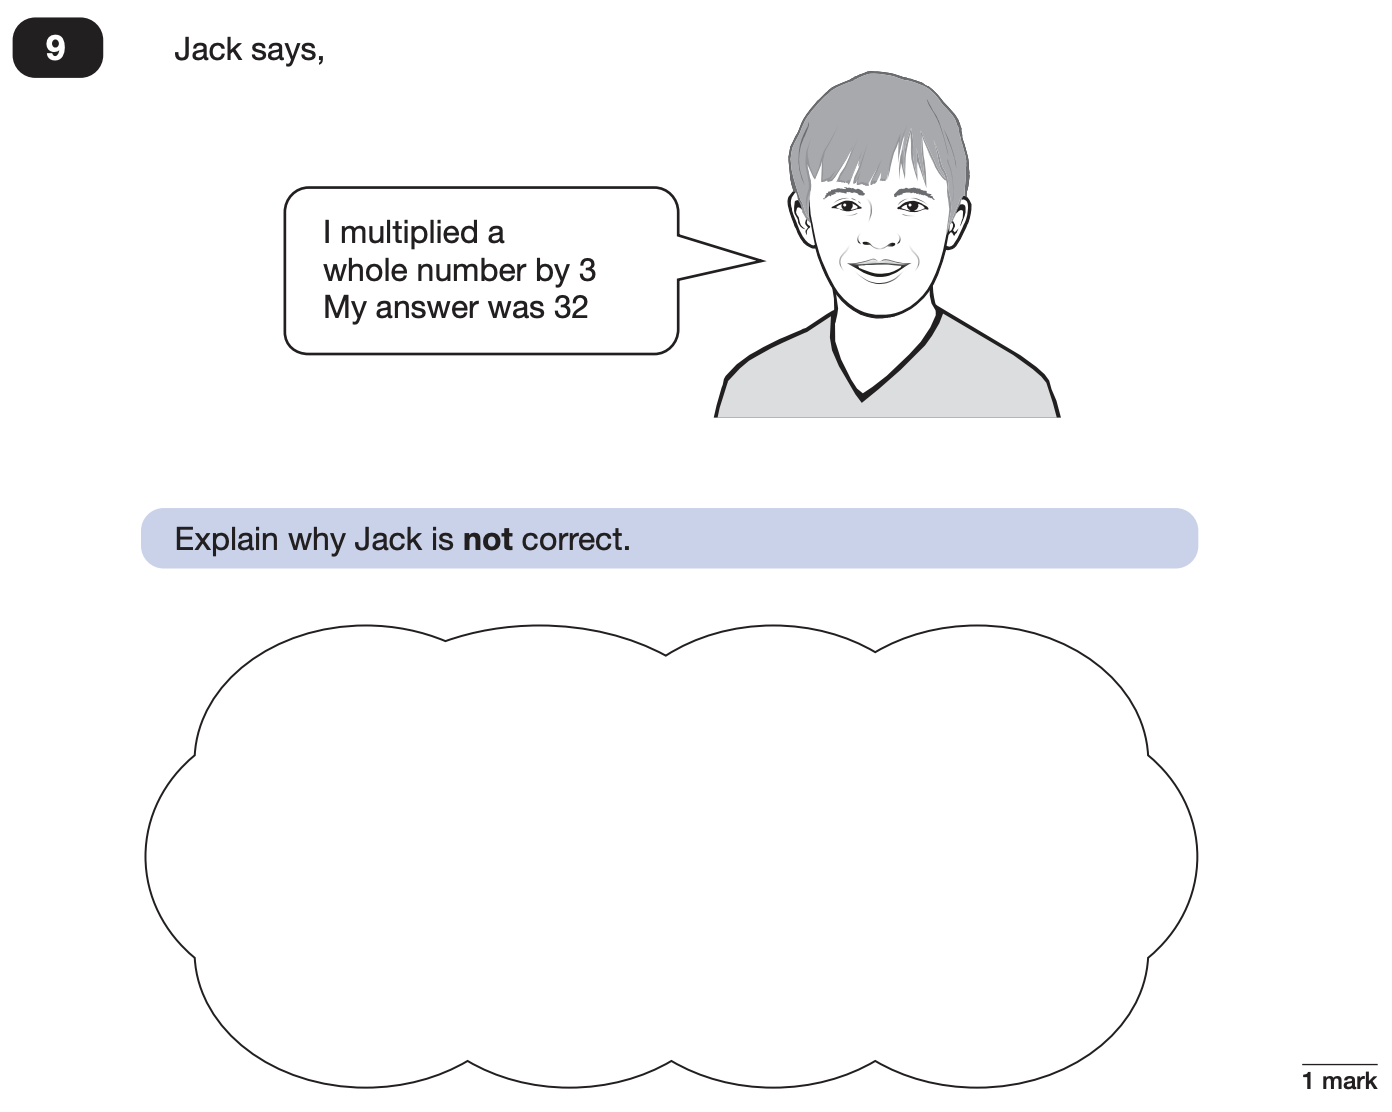 9
Jack says,
I multiplied a
whole number by 3
My answer was 32
Explain why Jack is not correct.
1 mark